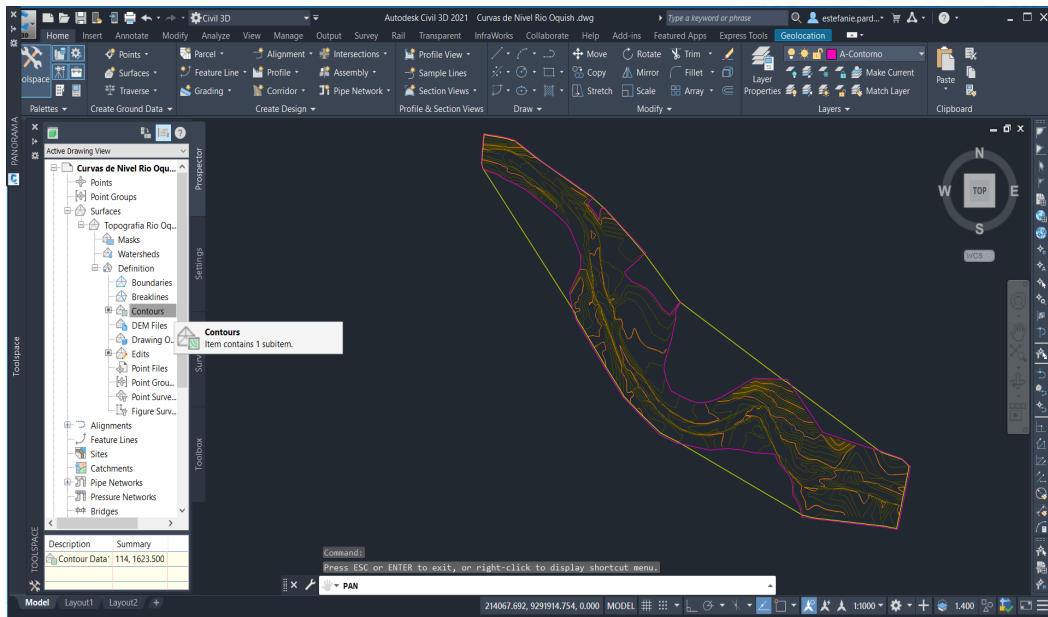 Civil 3D
Autodesk Civil 3D 2021 Curvas de Nivel Rio Oquish .dwg
Type a keyword or phrase
estefanie.pard...
Home Insert Annotate Modify Analyze View Manage Output Survey Rail Transparent InfraWorks Collaborate Help Add-ins Featured Apps Express Tools Geolocation
Points Parcel Alignment Intersections Profile View Move Rotate Trim A-Contorno
Surfaces Feature Line Profile Assembly Sample Lines Copy Mirror Fillet Make Current
Traverse Grading Corridor Pipe Network Section Views Stretch Scale Array Match Layer
Layer
Properties
Paste
Palettes Create Ground Data Create Design Profile & Section Views Draw Modify Layers Clipboard
PANORAMA
Active Drawing View
Curvas de Nivel Rio Oqu...
Points
Point Groups
Surfaces
Topografia Rio Oq...
Masks
Watersheds
Definition
Boundaries
Breaklines
Contours
DEM Files
Drawing O...
Edits
Point Files
Point Grou...
Point Surve...
Figure Surv...
Alignments
Feature Lines
Sites
Catchments
Pipe Networks
Pressure Networks
Bridges
Prospector
Settings
Toolbox
Contours
Item contains 1 subitem.
Toolspace
TOOLSPACE
Description Summary
Contour Data 114, 1623.500
N
W TOP E
S
WCS
Command:
Press ESC or ENTER to exit, or right-click to display shortcut menu.
PAN
Model Layout1 Layout2 +
214067.692, 9291914.754, 0.000 MODEL 1:1000 1.400